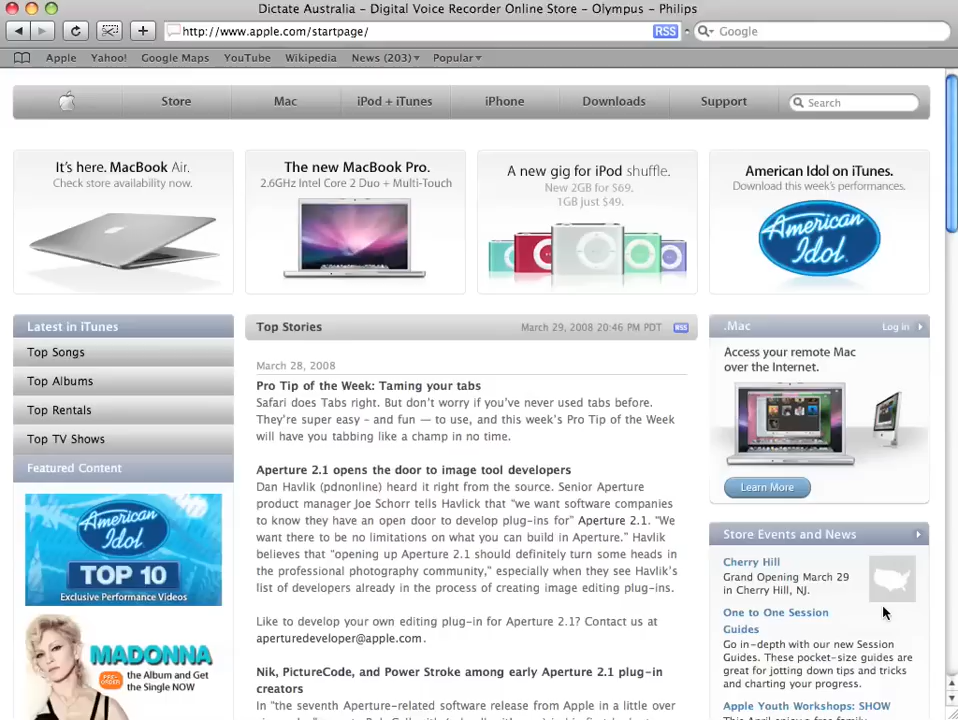 Dictate Australia – Digital Voice Recorder Online Store – Olympus – Philips
http://www.apple.com/startpage/
RSS
Google
Apple Yahoo! Google Maps YouTube Wikipedia News (203) Popular
Store Mac iPod + iTunes iPhone Downloads Support Search
It's here. MacBook Air.
Check store availability now.
The new MacBook Pro.
2.6GHz Intel Core 2 Duo + Multi-Touch
A new gig for iPod shuffle.
New 2GB for $69.
1GB just $49.
American Idol on iTunes.
Download this week's performances.
American
Idol
Latest in iTunes
Top Songs
Top Albums
Top Rentals
Top TV Shows
Featured Content
American
Idol
TOP 10
Exclusive Performance Videos
MADONNA
PRE-ORDER
the Album and Get
the Single NOW
Top Stories
March 29, 2008 20:46 PM PDT
RSS
March 28, 2008
Pro Tip of the Week: Taming your tabs
Safari does Tabs right. But don't worry if you've never used tabs before.
They're super easy – and fun — to use, and this week's Pro Tip of the Week
will have you tabbing like a champ in no time.
Aperture 2.1 opens the door to image tool developers
Dan Havlik (pdnonline) heard it right from the source. Senior Aperture
product manager Joe Schorr tells Havlick that "we want software companies
to know they have an open door to develop plug-ins for" Aperture 2.1. "We
want there to be no limitations on what you can build in Aperture." Havlik
believes that "opening up Aperture 2.1 should definitely turn some heads in
the professional photography community," especially when they see Havlik's
list of developers already in the process of creating image editing plug-ins.
Like to develop your own editing plug-in for Aperture 2.1? Contact us at
aperturedeveloper@apple.com.
Nik, PictureCode, and Power Stroke among early Aperture 2.1 plug-in
creators
In "the seventh Aperture-related software release from Apple in a little over
.Mac
Log in
Access your remote Mac
over the Internet.
Learn More
Store Events and News
Cherry Hill
Grand Opening March 29
in Cherry Hill, NJ.
One to One Session
Guides
Go in-depth with our new Session
Guides. These pocket-size guides are
great for jotting down tips and tricks
and charting your progress.
Apple Youth Workshops: SHOW